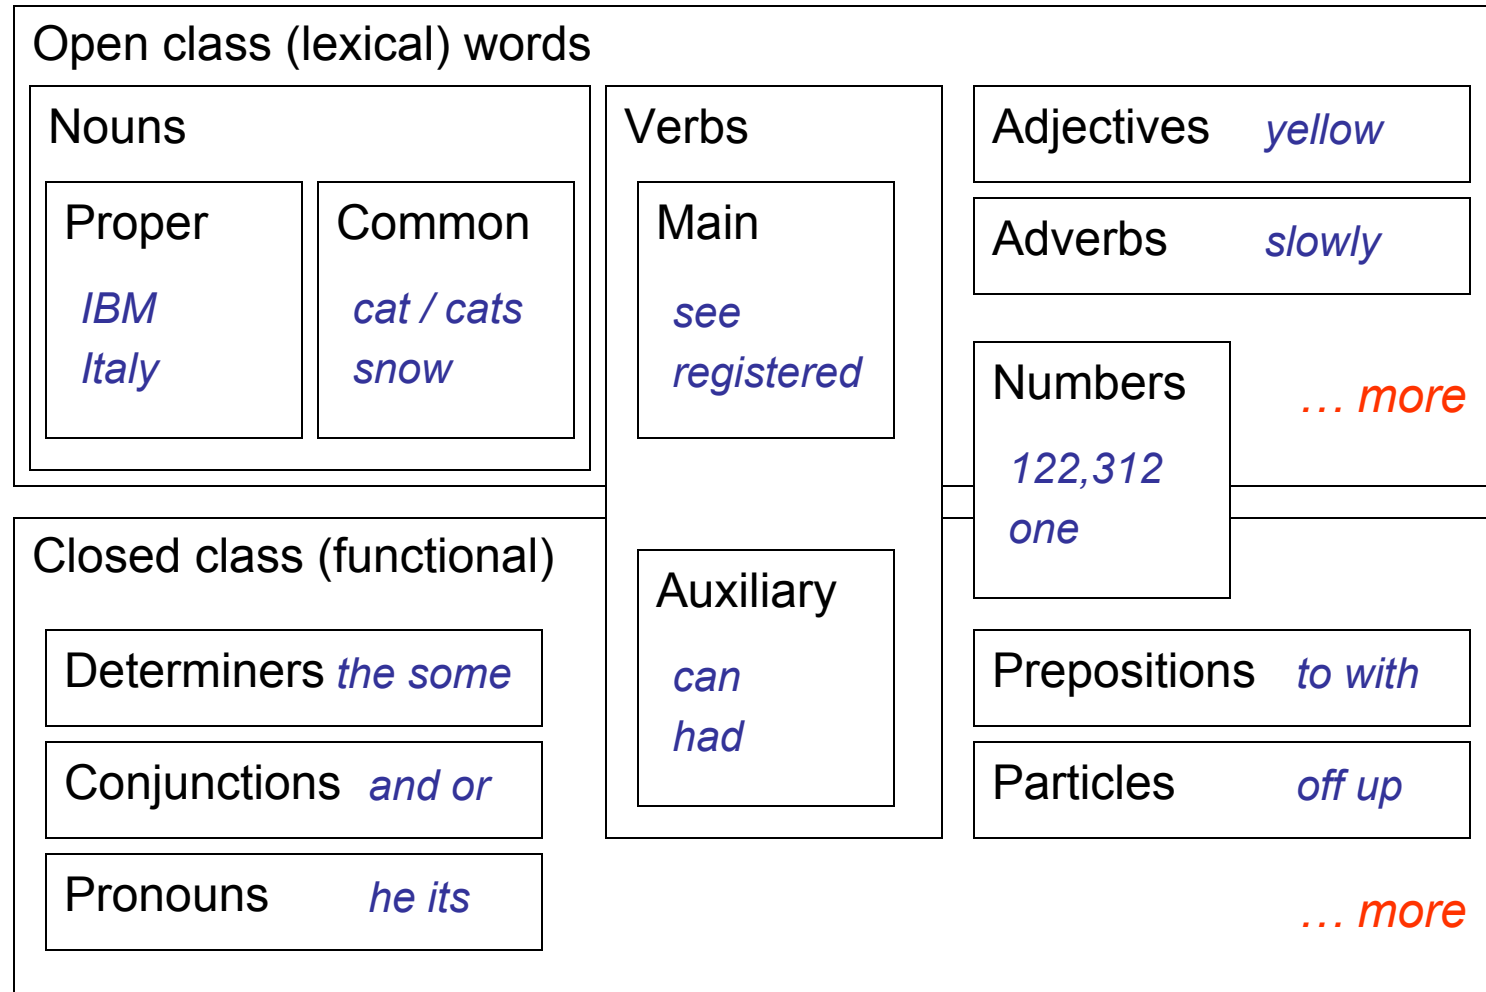 Open class (lexical) words
Nouns
Proper
IBM
Italy
Common
cat / cats
snow
Verbs
Main
see
registered
Adjectives yellow
Adverbs slowly
Numbers
122,312
one
… more
Closed class (functional)
Determiners the some
Conjunctions and or
Pronouns he its
Auxiliary
can
had
Prepositions to with
Particles off up
… more